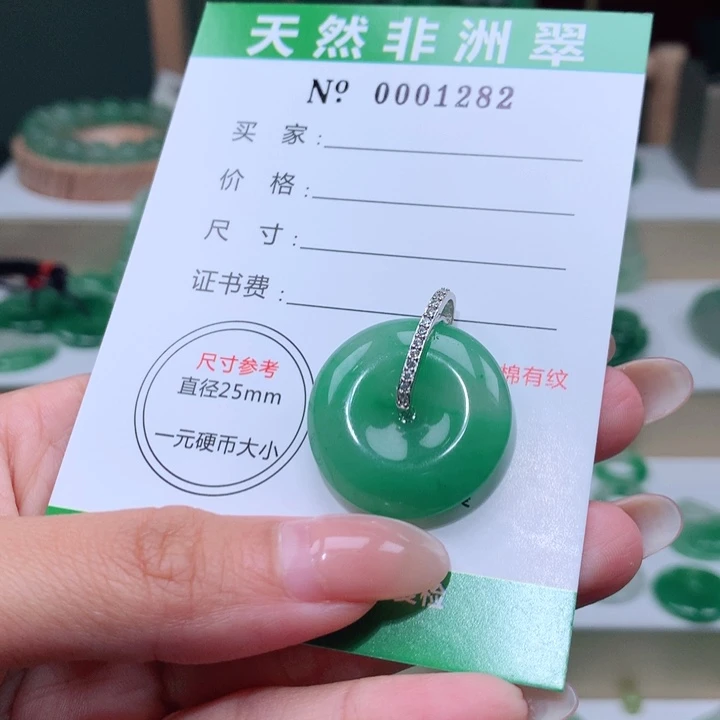 天然非洲翠
Nº 0001282
买家:
价格:
尺寸:
证书费:
尺寸参考
直径25mm
一元硬币大小
棉有纹
检